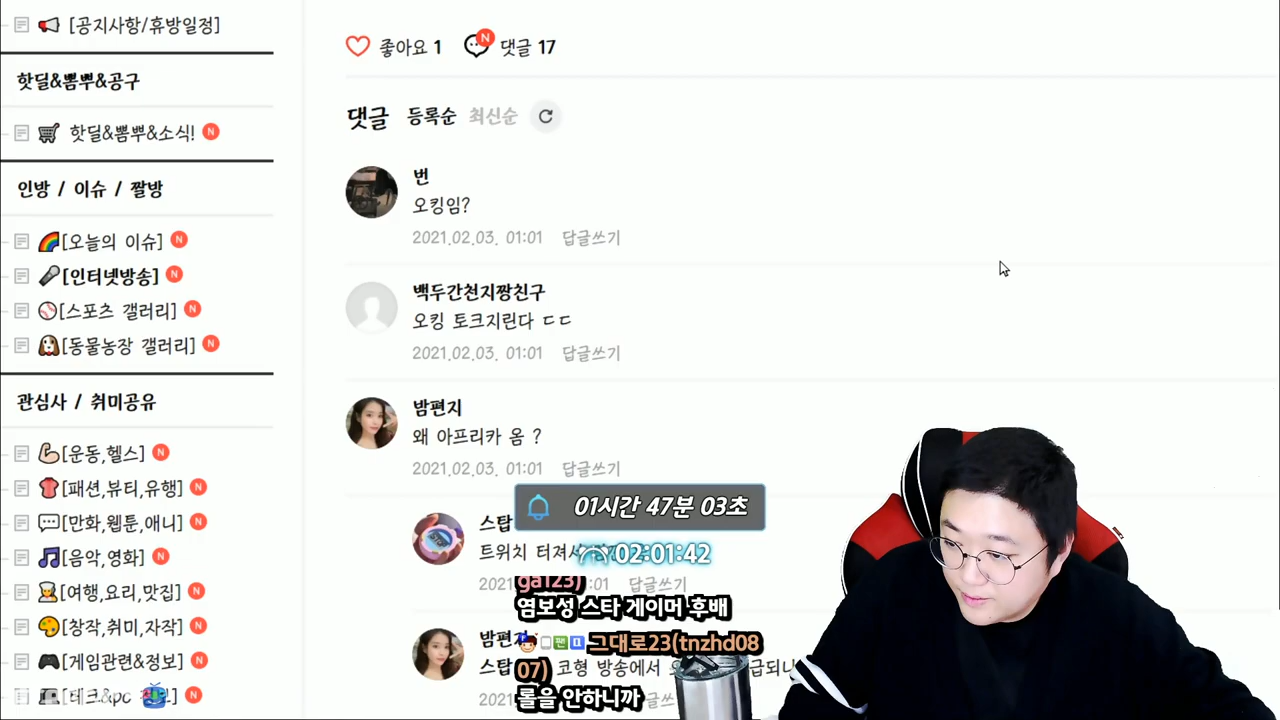 [공지사항/휴방일정]
핫딜&뽐뿌&공구
핫딜&뽐뿌&소식! N
인방 / 이슈 / 짤방
[오늘의 이슈] N
[인터넷방송] N
[스포츠 갤러리] N
[동물농장 갤러리] N
관심사 / 취미공유
[운동,헬스] N
[패션,뷰티,유행] N
[만화,웹툰,애니] N
[음악,영화] N
[여행,요리,맛집] N
[창작,취미,자작] N
[게임관련&정보] N
[테크&pc N
좋아요 1 N 댓글 17
댓글 등록순 최신순
번
오킹임?
2021.02.03. 01:01 답글쓰기
백두간천지짱친구
오킹 토크지린다 ㄷㄷ
2021.02.03. 01:01 답글쓰기
밤편지
왜 아프리카 옴 ?
2021.02.03. 01:01 답글쓰기
스탑
트위치 터져서
2021 :01 답글쓰기
밤편지
스탑 코형 방송에서
2021
01시간 47분 03초
02:01:42
ga123)
염보성 스타 게이머 후배
그대로23(tnzhd08
07)
롤을 안하니까